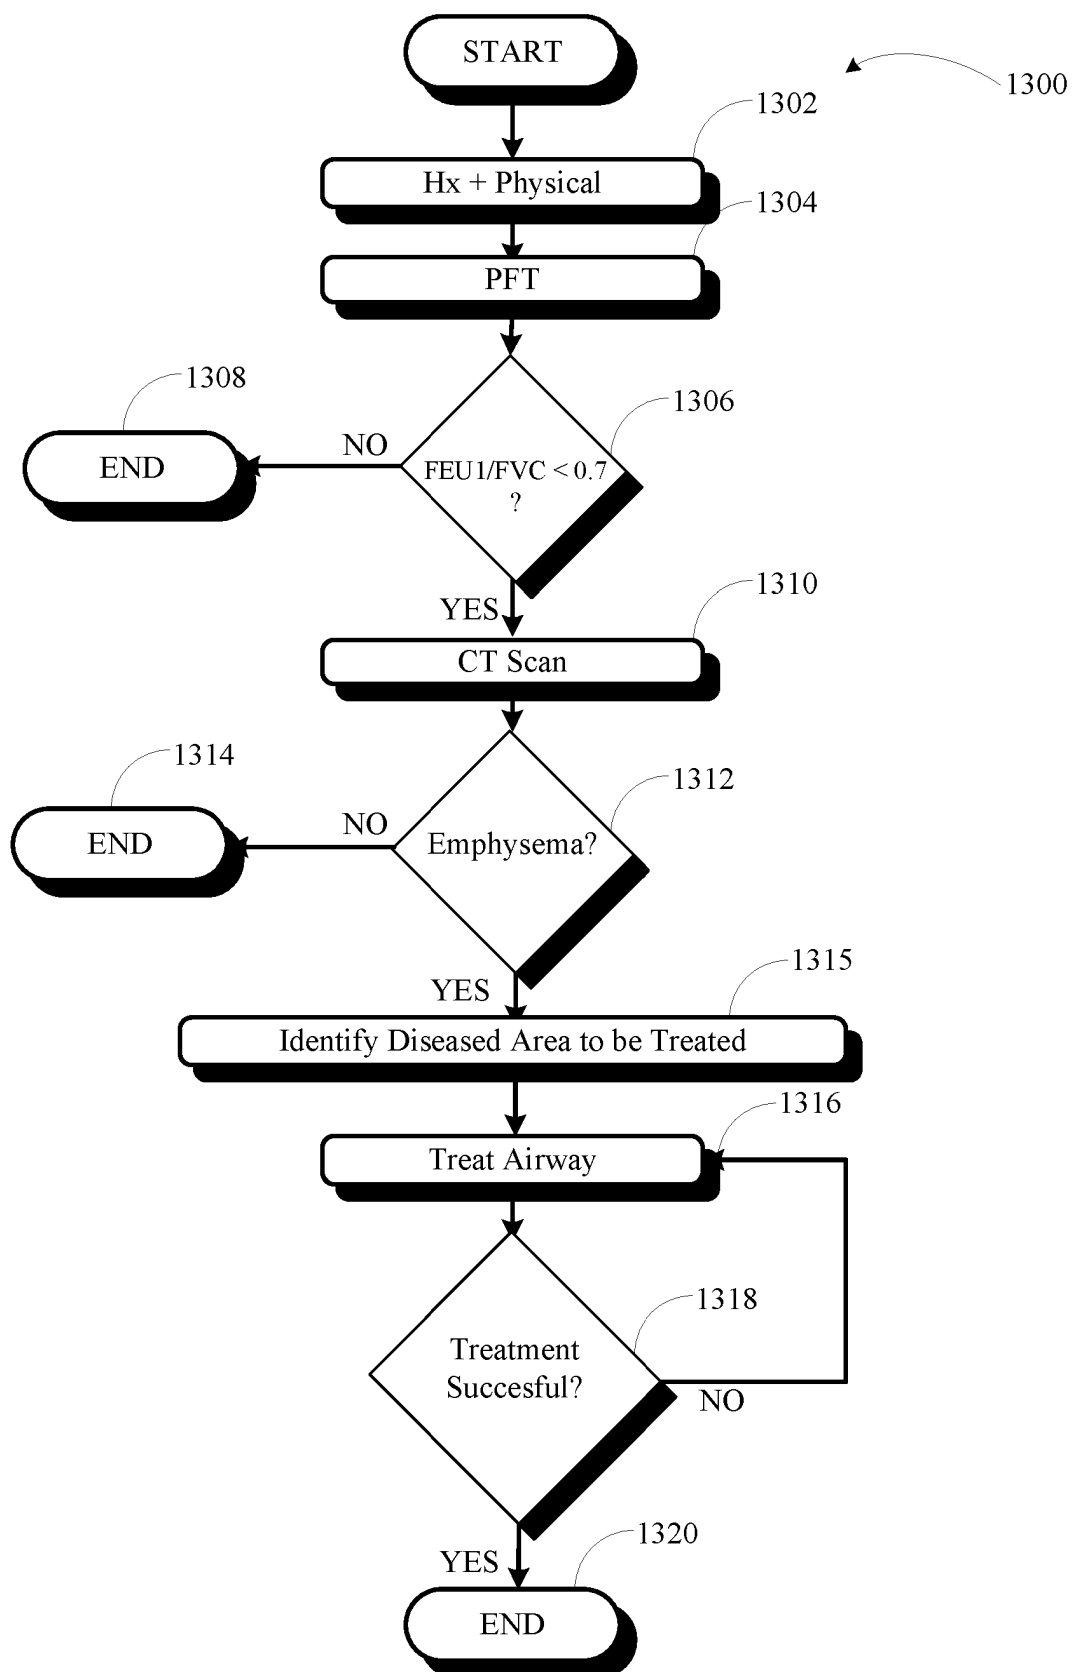 START
1300
1302
Hx + Physical
1304
PFT
1308
1306
END
NO
FEU1/FVC < 0.7
?
YES
1310
CT Scan
1314
1312
END
NO
Emphysema?
YES
1315
Identify Diseased Area to be Treated
1316
Treat Airway
1318
Treatment
Succesful?
NO
YES
1320
END